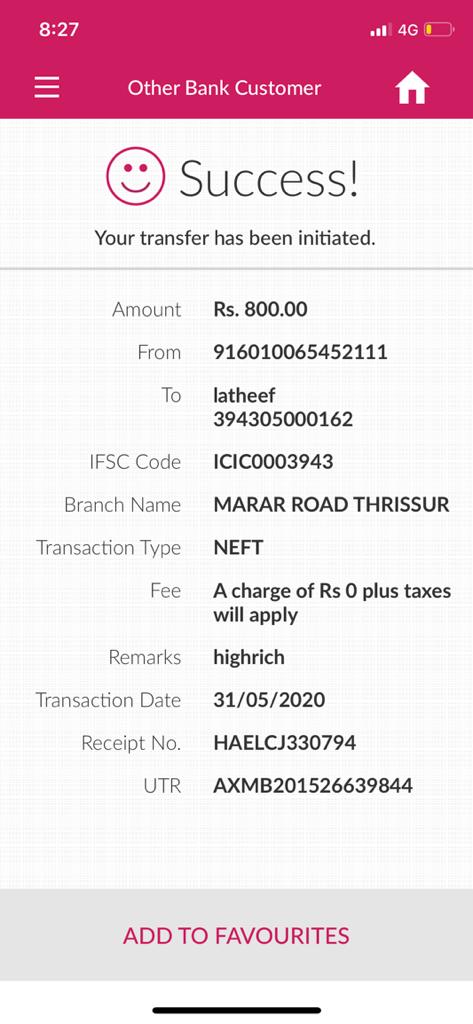 8:27 4G
Other Bank Customer
Success!
Your transfer has been initiated.
Amount Rs. 800.00
From 916010065452111
To latheef
394305000162
IFSC Code ICIC0003943
Branch Name MARAR ROAD THRISSUR
Transaction Type NEFT
Fee A charge of Rs 0 plus taxes
will apply
Remarks highrich
Transaction Date 31/05/2020
Receipt No. HAELCJ330794
UTR AXMB201526639844
ADD TO FAVOURITES